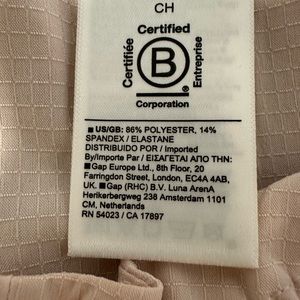 CH
Certified
Certifiée
B
Entreprise
Corporation
■ US/GB: 86% POLYESTER, 14%
SPANDEX / ELASTANE
DISTRIBUIDO POR / Imported
By/Importe Par / ΕΙΣΑΓΕΤΑΙ ΑΠΟ ΤΗΝ:
■ Gap Europe Ltd., 8th Floor, 20
Farringdon Street, London, EC4A 4AB,
UK. ■ Gap (RHC) B.V. Luna ArenA
Herikerbergweg 238 Amsterdam 1101
CM, Netherlands
RN 54023 / CA 17897